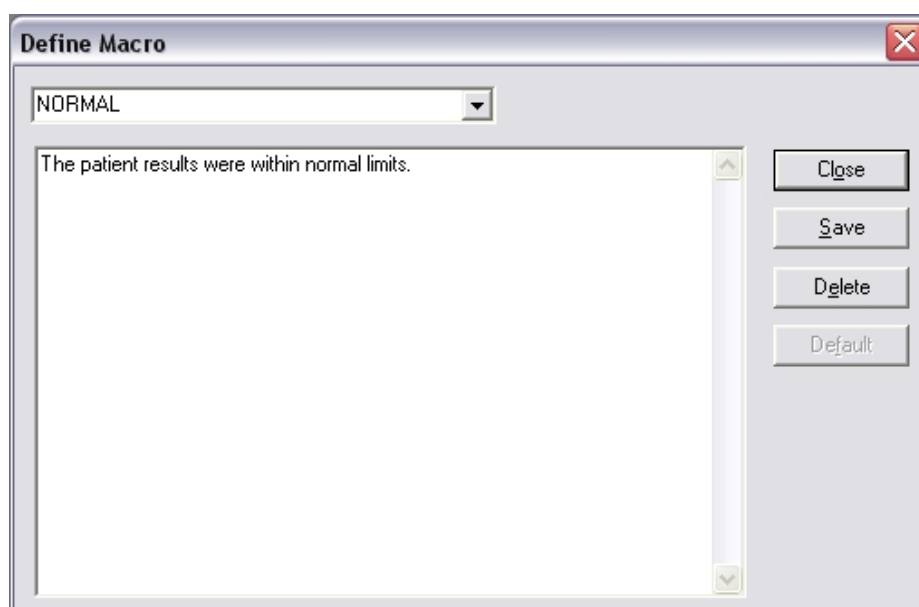 Define Macro
NORMAL
The patient results were within normal limits.
Close
Save
Delete
Default